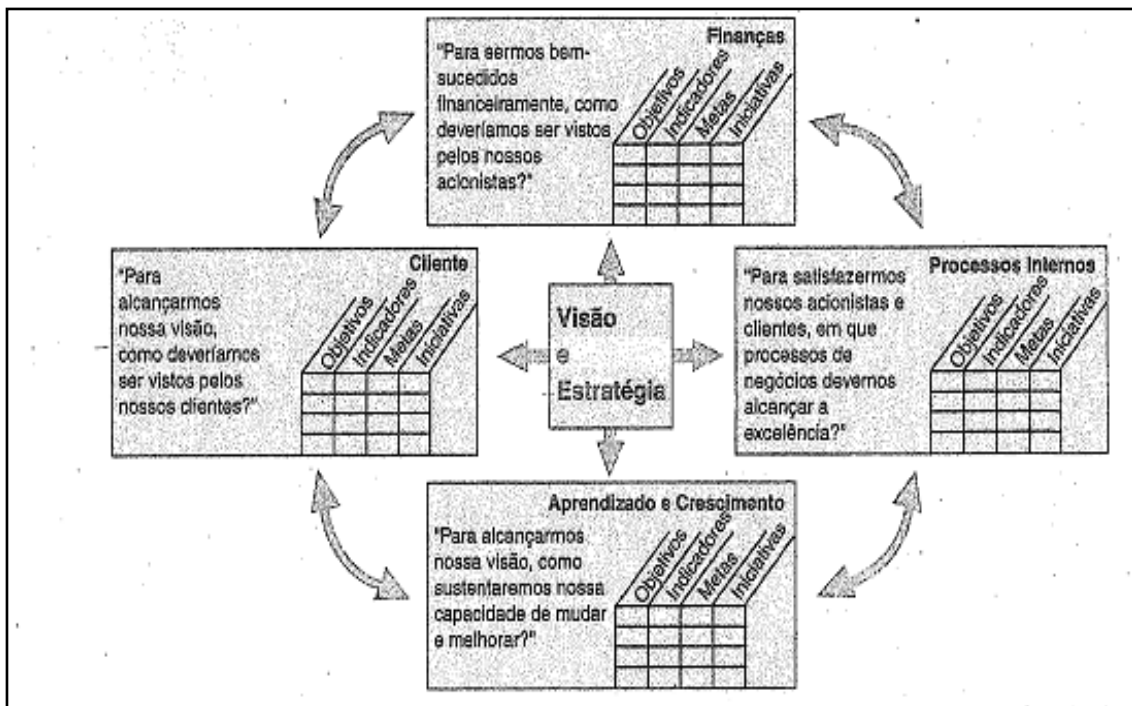 Finanças
"Para sermos bem-
sucedidos
financeiramente, como
deveríamos ser vistos
pelos nossos
acionistas?"
Objetivos
Indicadores
Metas
Iniciativas
Cliente
"Para
alcançarmos
nossa visão,
como deveríamos
ser vistos pelos
nossos clientes?"
Objetivos
Indicadores
Metas
Iniciativas
Visão
e
Estratégia
Processos Internos
"Para satisfazermos
nossos acionistas e
clientes, em que
processos de
negócios devemos
alcançar a
excelência?"
Objetivos
Indicadores
Metas
Iniciativas
Aprendizado e Crescimento
"Para alcançarmos
nossa visão, como
sustentaremos nossa
capacidade de mudar
e melhorar?"
Objetivos
Indicadores
Metas
Iniciativas